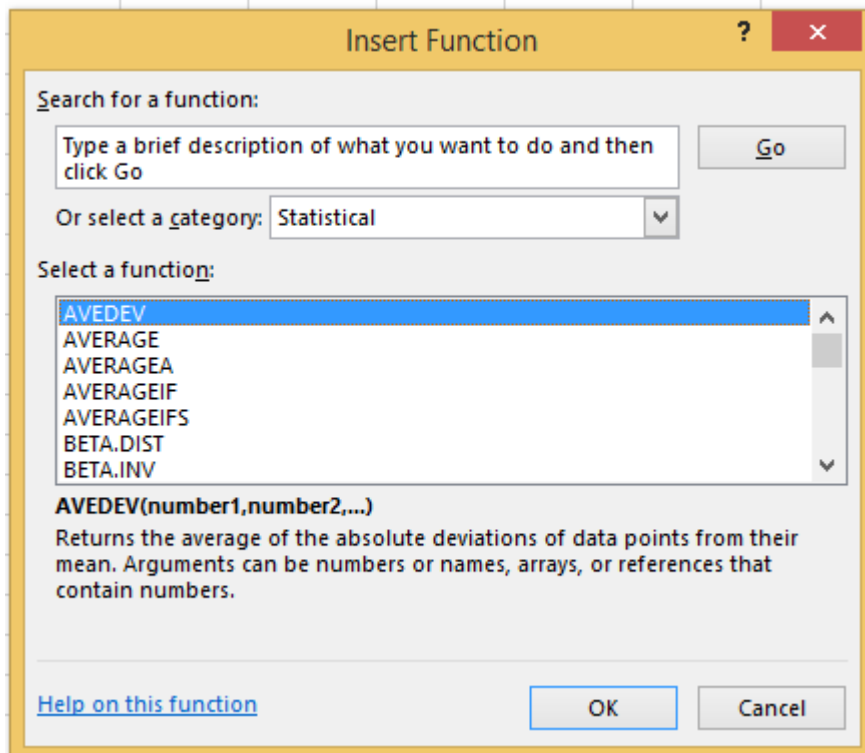 Insert Function
?
Search for a function:
Type a brief description of what you want to do and then
click Go
Go
Or select a category: Statistical
Select a function:
AVEDEV
AVERAGE
AVERAGEA
AVERAGEIF
AVERAGEIFS
BETA.DIST
BETA.INV
AVEDEV(number1,number2,...)
Returns the average of the absolute deviations of data points from their
mean. Arguments can be numbers or names, arrays, or references that
contain numbers.
Help on this function
OK
Cancel